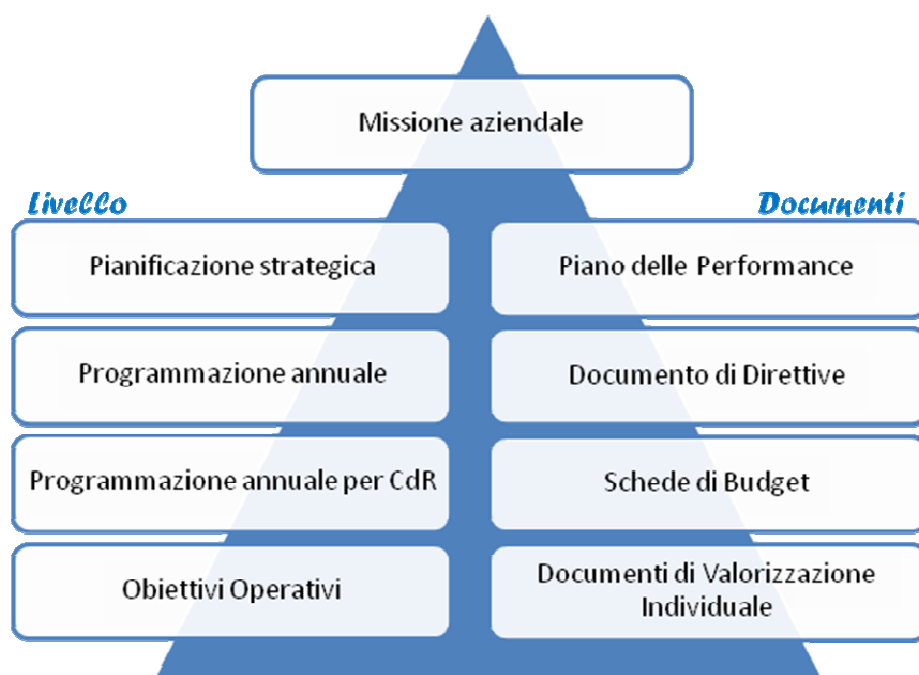 Missione aziendale
Livello
Documenti
Pianificazione strategica
Piano delle Performance
Programmazione annuale
Documento di Direttive
Programmazione annuale per CdR
Schede di Budget
Obiettivi Operativi
Documenti di Valorizzazione
Individuale